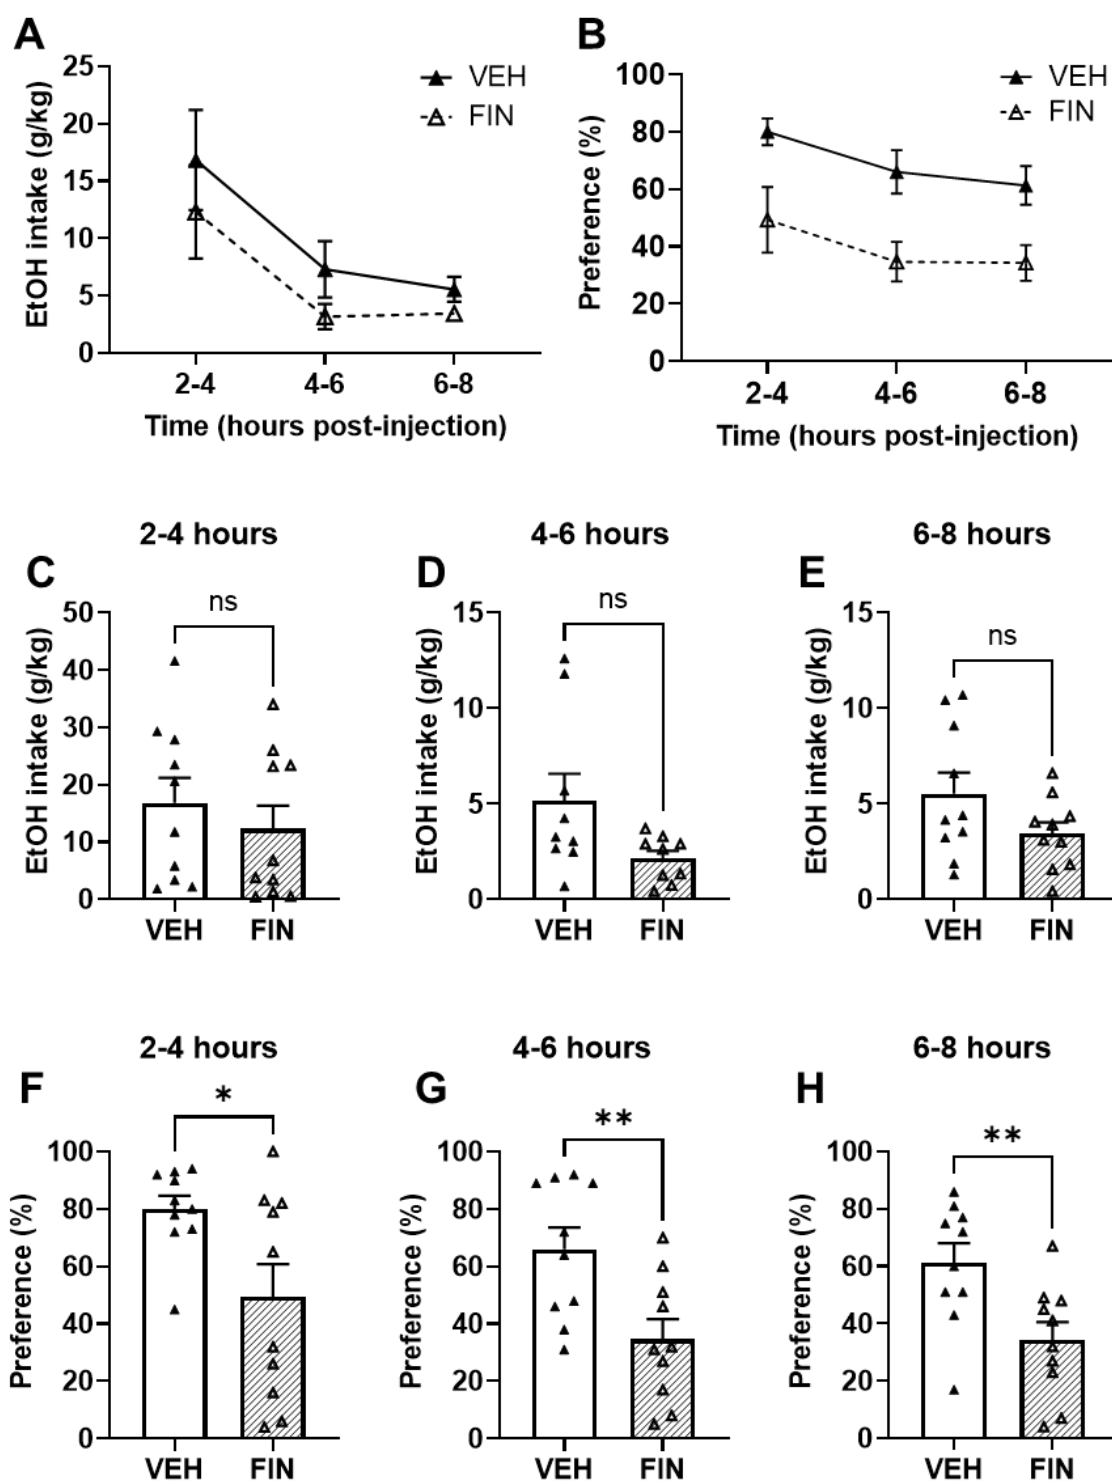 A
EtOH intake (g/kg)
25
20
15
10
5
0
VEH
FIN
2-4 4-6 6-8
Time (hours post-injection)
B
Preference (%)
100
80
60
40
20
0
VEH
FIN
2-4 4-6 6-8
Time (hours post-injection)
2-4 hours
C
EtOH intake (g/kg)
50
40
30
20
10
0
ns
VEH FIN
4-6 hours
D
EtOH intake (g/kg)
15
10
5
0
ns
VEH FIN
6-8 hours
E
EtOH intake (g/kg)
15
10
5
0
ns
VEH FIN
2-4 hours
F
Preference (%)
100
80
60
40
20
0
*
VEH FIN
4-6 hours
G
Preference (%)
100
80
60
40
20
0
**
VEH FIN
6-8 hours
H
Preference (%)
100
80
60
40
20
0
**
VEH FIN